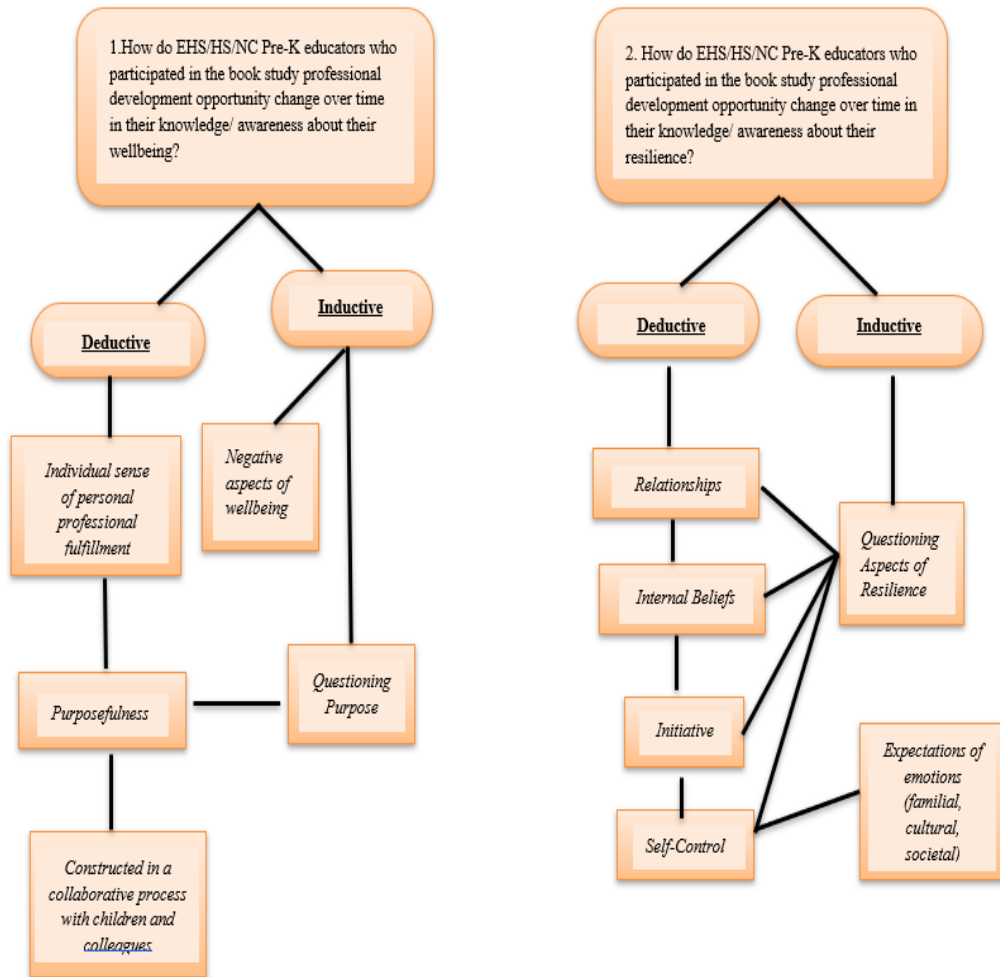 1.How do EHS/HS/NC Pre-K educators who
participated in the book study professional
development opportunity change over time
in their knowledge/ awareness about their
wellbeing?
Deductive
Inductive
Individual sense
of personal
professional
fulfillment
Negative
aspects of
wellbeing
Purposefulness
Questioning
Purpose
Constructed in a
collaborative process
with children and
colleagues
2. How do EHS/HS/NC Pre-K educators who
participated in the book study professional
development opportunity change over time in
their knowledge/ awareness about their
resilience?
Deductive
Inductive
Relationships
Internal Beliefs
Initiative
Self-Control
Questioning
Aspects of
Resilience
Expectations of
emotions
(familial,
cultural,
societal)